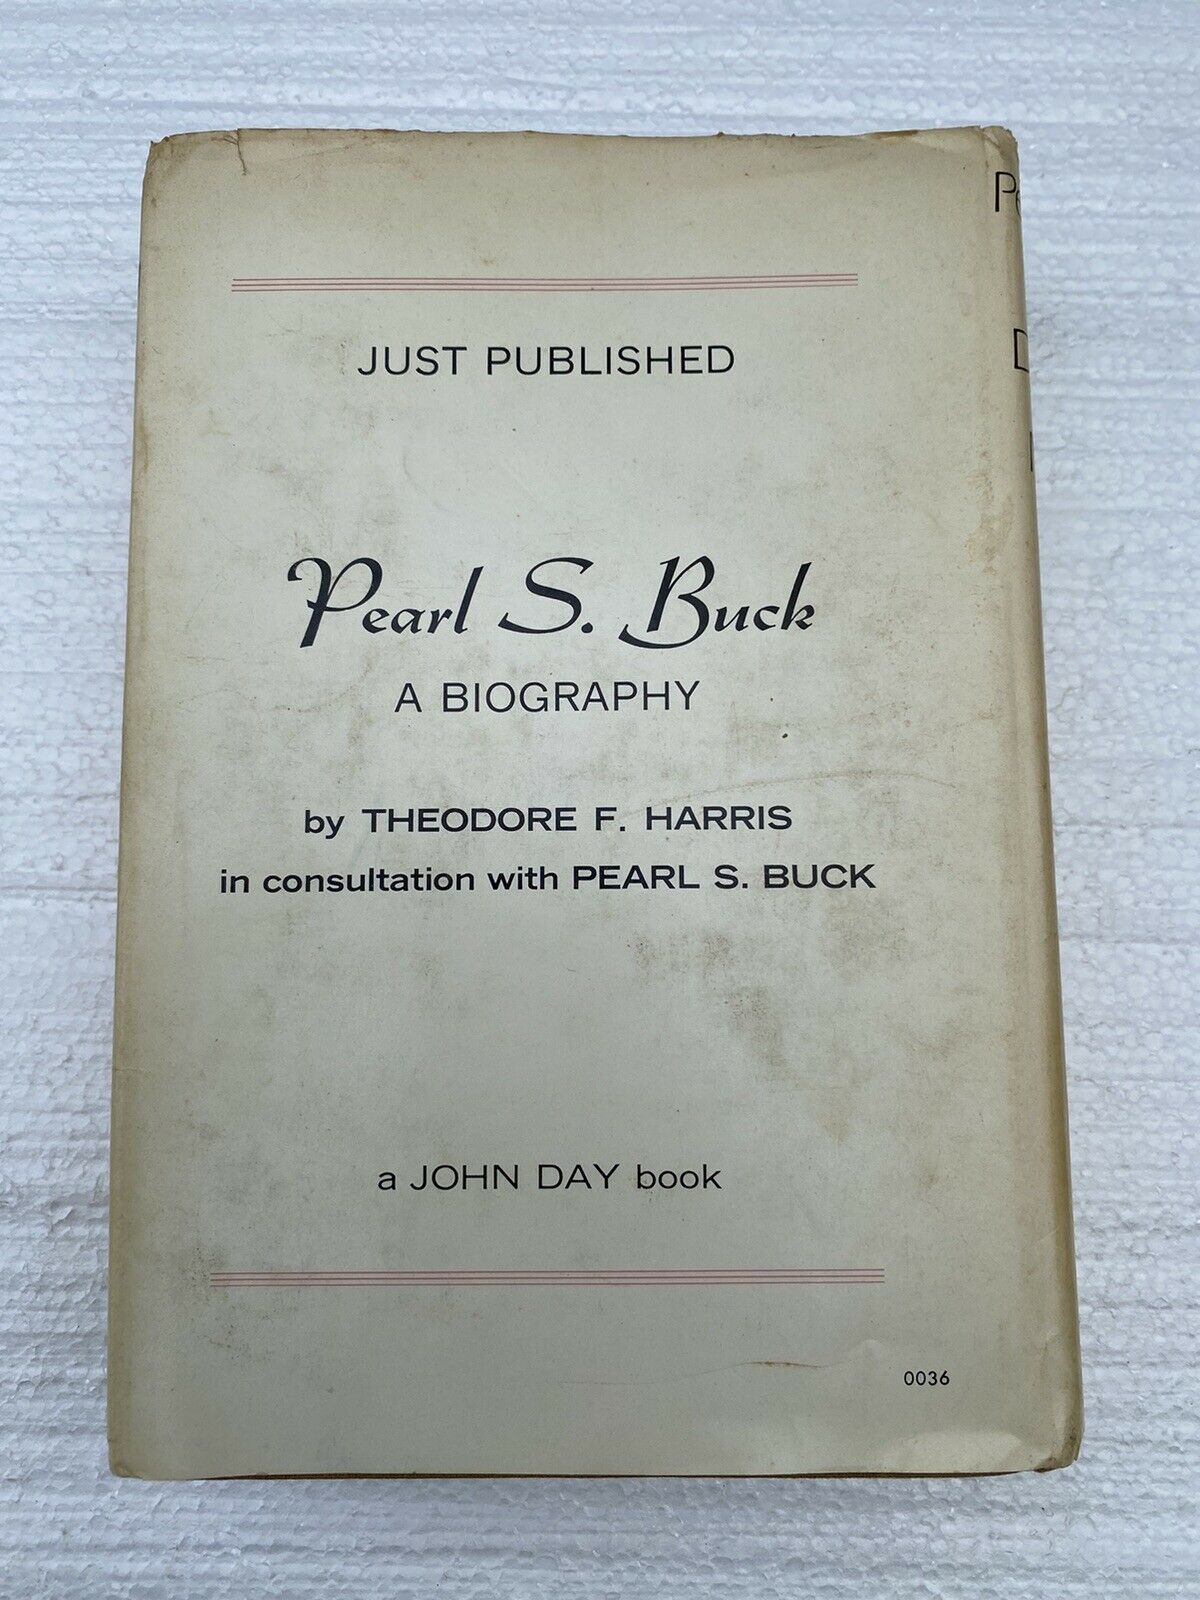 JUST PUBLISHED
Pearl S. Buck
A BIOGRAPHY
by THEODORE F. HARRIS
in consultation with PEARL S. BUCK
a JOHN DAY book
0036